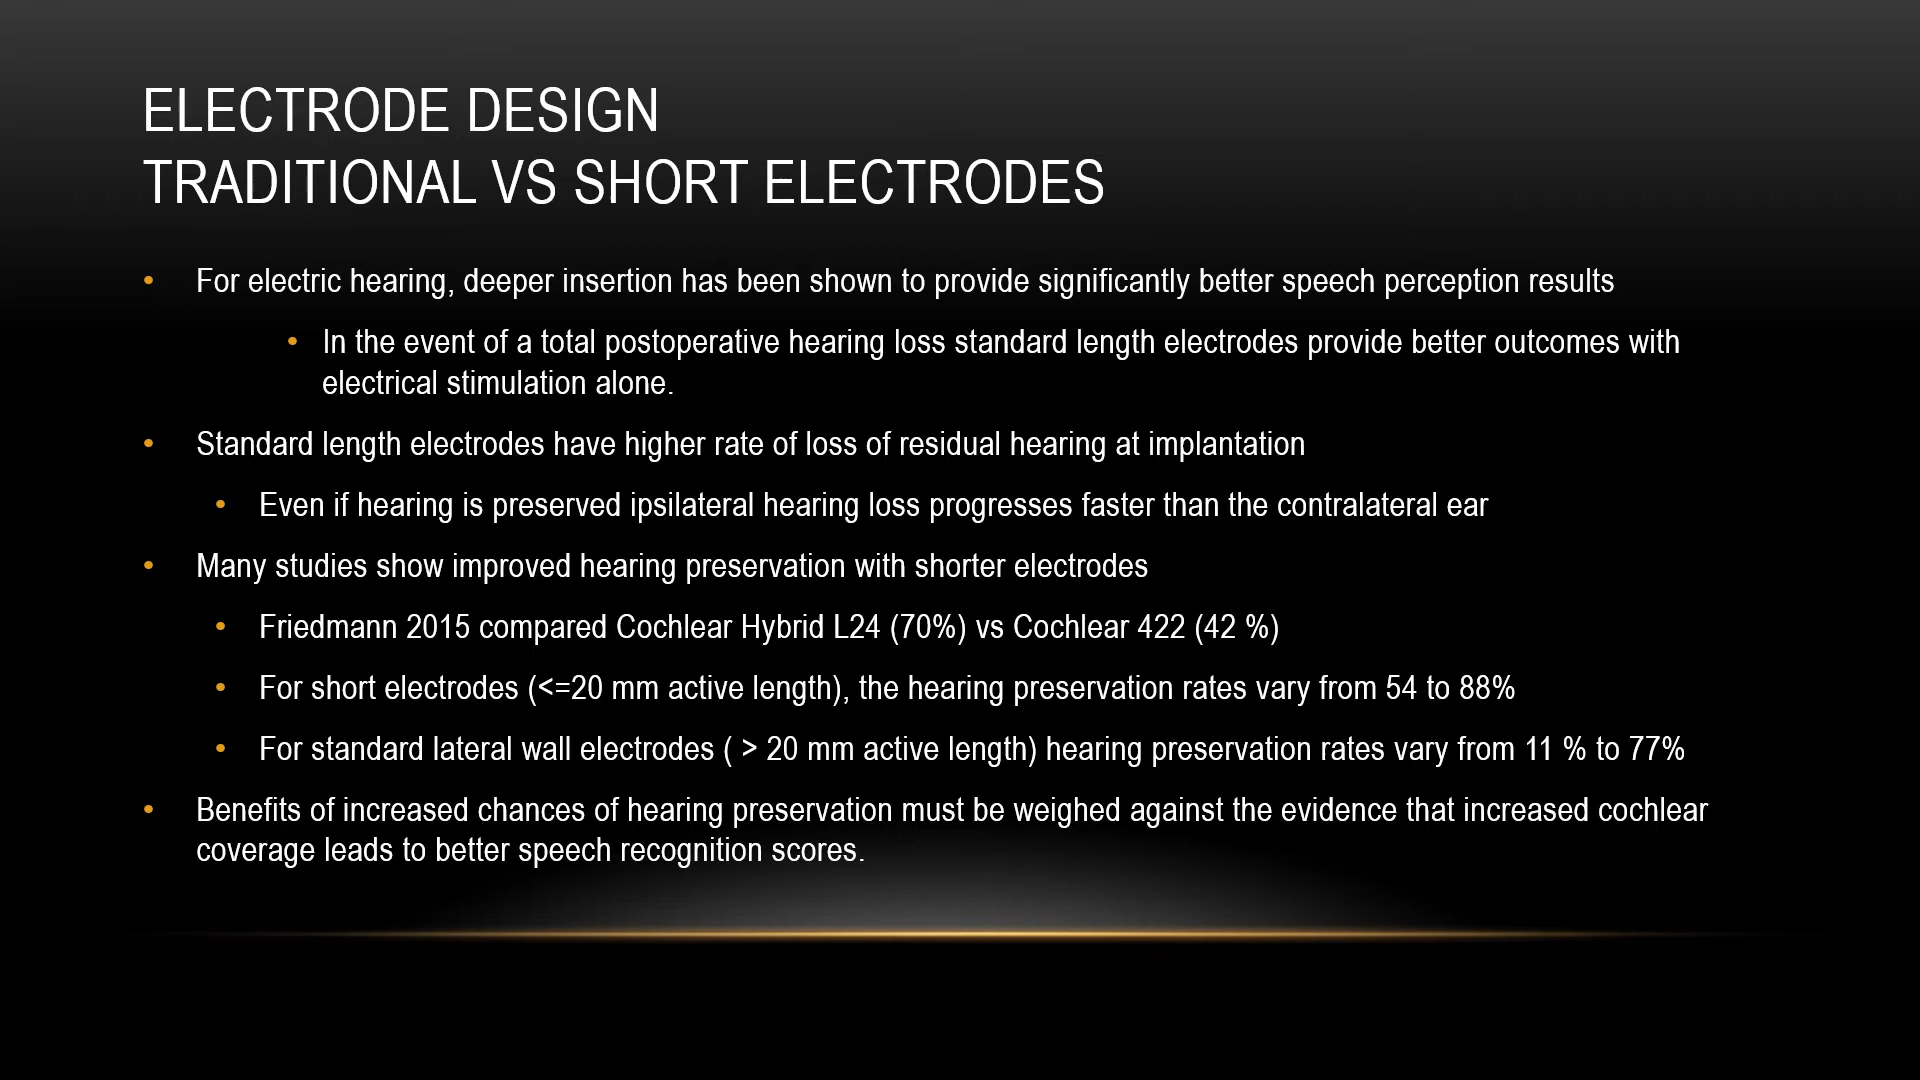 ELECTRODE DESIGN
TRADITIONAL VS SHORT ELECTRODES
• For electric hearing, deeper insertion has been shown to provide significantly better speech perception results
• In the event of a total postoperative hearing loss standard length electrodes provide better outcomes with
electrical stimulation alone.
• Standard length electrodes have higher rate of loss of residual hearing at implantation
• Even if hearing is preserved ipsilateral hearing loss progresses faster than the contralateral ear
• Many studies show improved hearing preservation with shorter electrodes
• Friedmann 2015 compared Cochlear Hybrid L24 (70%) vs Cochlear 422 (42 %)
• For short electrodes (<=20 mm active length), the hearing preservation rates vary from 54 to 88%
• For standard lateral wall electrodes ( > 20 mm active length) hearing preservation rates vary from 11 % to 77%
• Benefits of increased chances of hearing preservation must be weighed against the evidence that increased cochlear
coverage leads to better speech recognition scores.